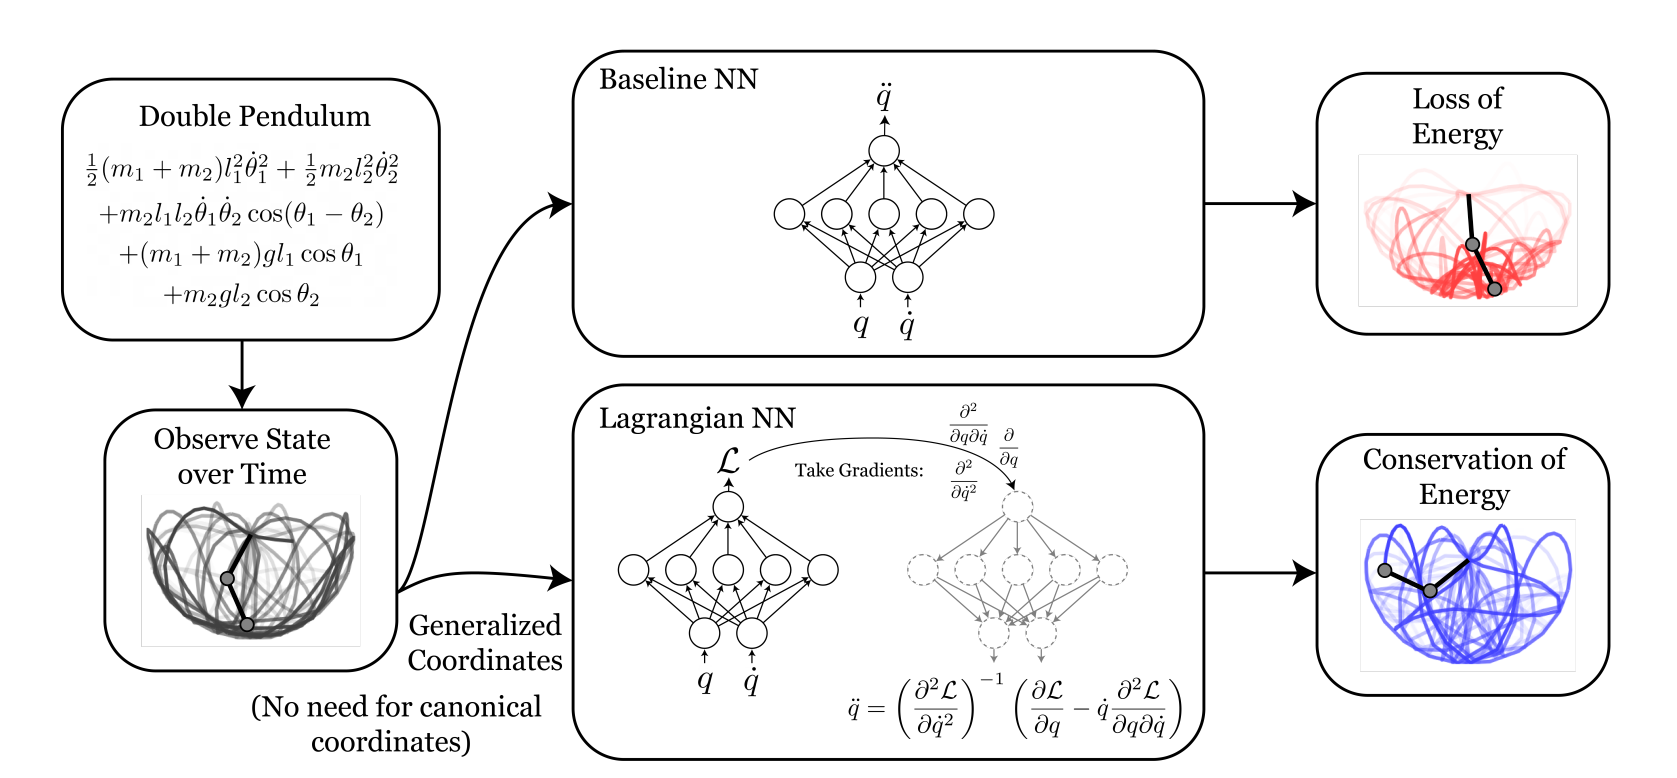 Double Pendulum
½(m₁ + m₂)l₁²θ̇₁² + ½m₂l₂²θ̇₂²
+m₂l₁l₂θ̇₁θ̇₂ cos(θ₁ − θ₂)
+(m₁ + m₂)gl₁ cos θ₁
+m₂gl₂ cos θ₂
Observe State
over Time
Generalized
Coordinates
(No need for canonical
coordinates)
Baseline NN
q̈
q q̇
Lagrangian NN
ℒ
Take Gradients:
∂²/∂q∂q̇ ∂/∂q
∂²/∂q̇²
q q̇
q̈ = (∂²ℒ/∂q̇²)⁻¹ (∂ℒ/∂q − q̇ ∂²ℒ/∂q∂q̇)
Loss of
Energy
Conservation of
Energy